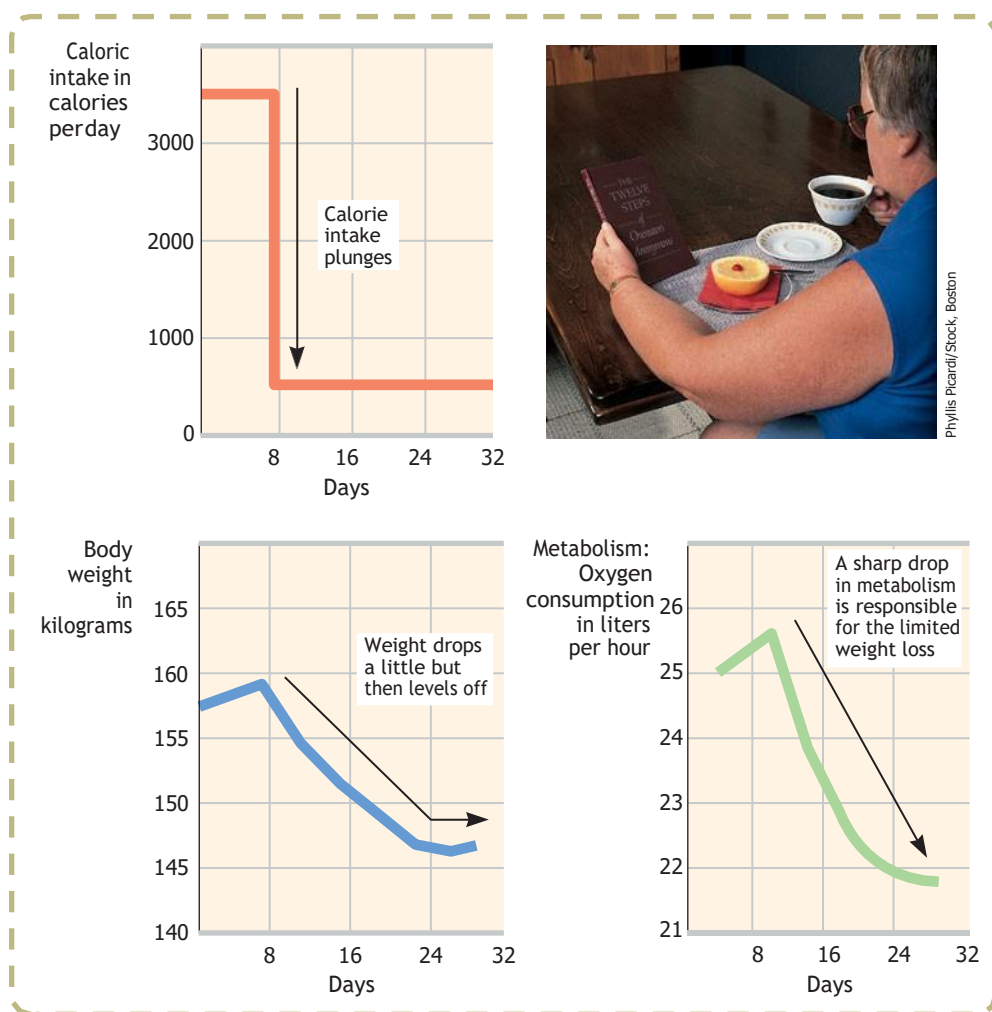 Caloric
intake in
calories
perday
3000
2000
1000
0
Calorie
intake
plunges
8 16 24 32
Days
THE
TWELVE
STEPS
of
Overeaters
Anonymous
Phyllis Picardi/Stock, Boston
Body
weight
in
kilograms
165
160
155
150
145
140
Weight drops
a little but
then levels off
8 16 24 32
Days
Metabolism:
Oxygen
consumption
in liters
per hour
26
25
24
23
22
21
A sharp drop
in metabolism
is responsible
for the limited
weight loss
8 16 24 32
Days